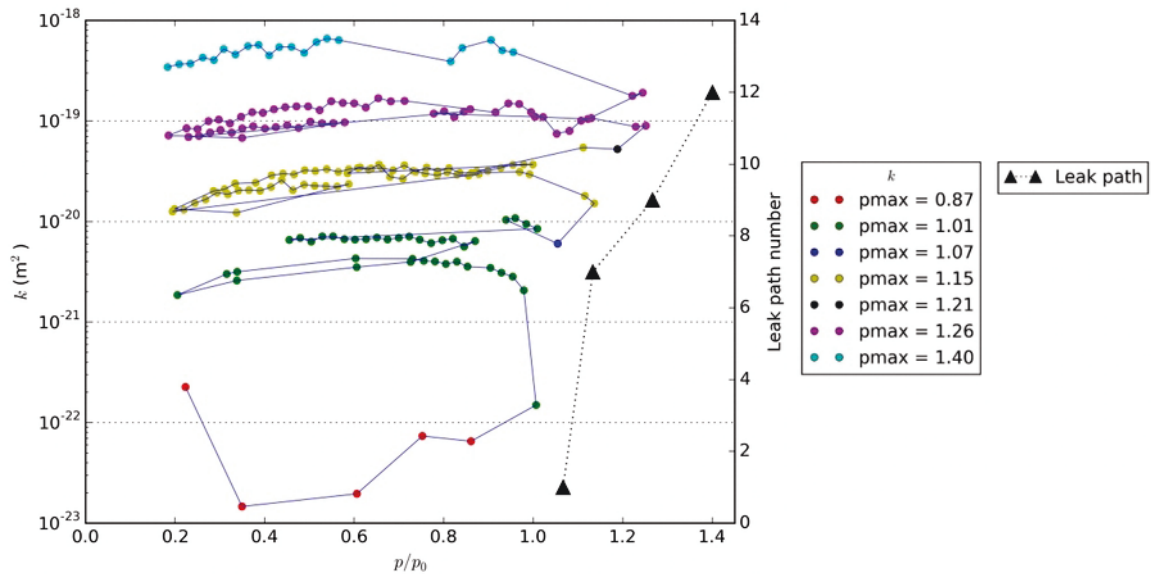 10⁻¹⁸
10⁻¹⁹
10⁻²⁰
10⁻²¹
10⁻²²
10⁻²³
k (m²)
0.0 0.2 0.4 0.6 0.8 1.0 1.2 1.4
p/p₀
14
12
10
8
6
4
2
0
Leak path number
k
pmax = 0.87
pmax = 1.01
pmax = 1.07
pmax = 1.15
pmax = 1.21
pmax = 1.26
pmax = 1.40
Leak path